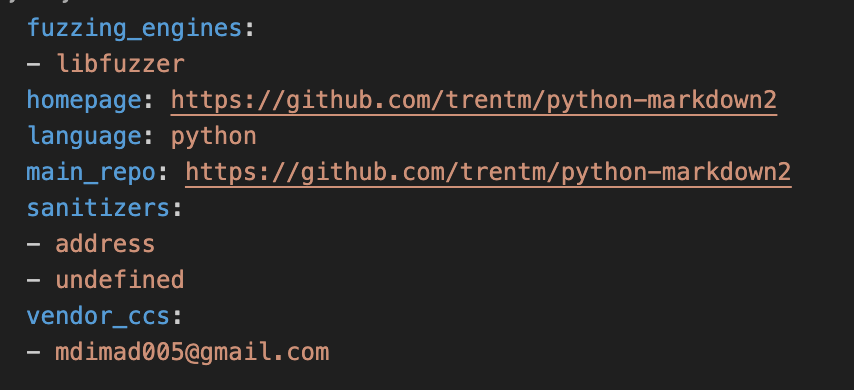 fuzzing_engines:
- libfuzzer
homepage: https://github.com/trentm/python-markdown2
language: python
main_repo: https://github.com/trentm/python-markdown2
sanitizers:
- address
- undefined
vendor_ccs:
- mdimad005@gmail.com